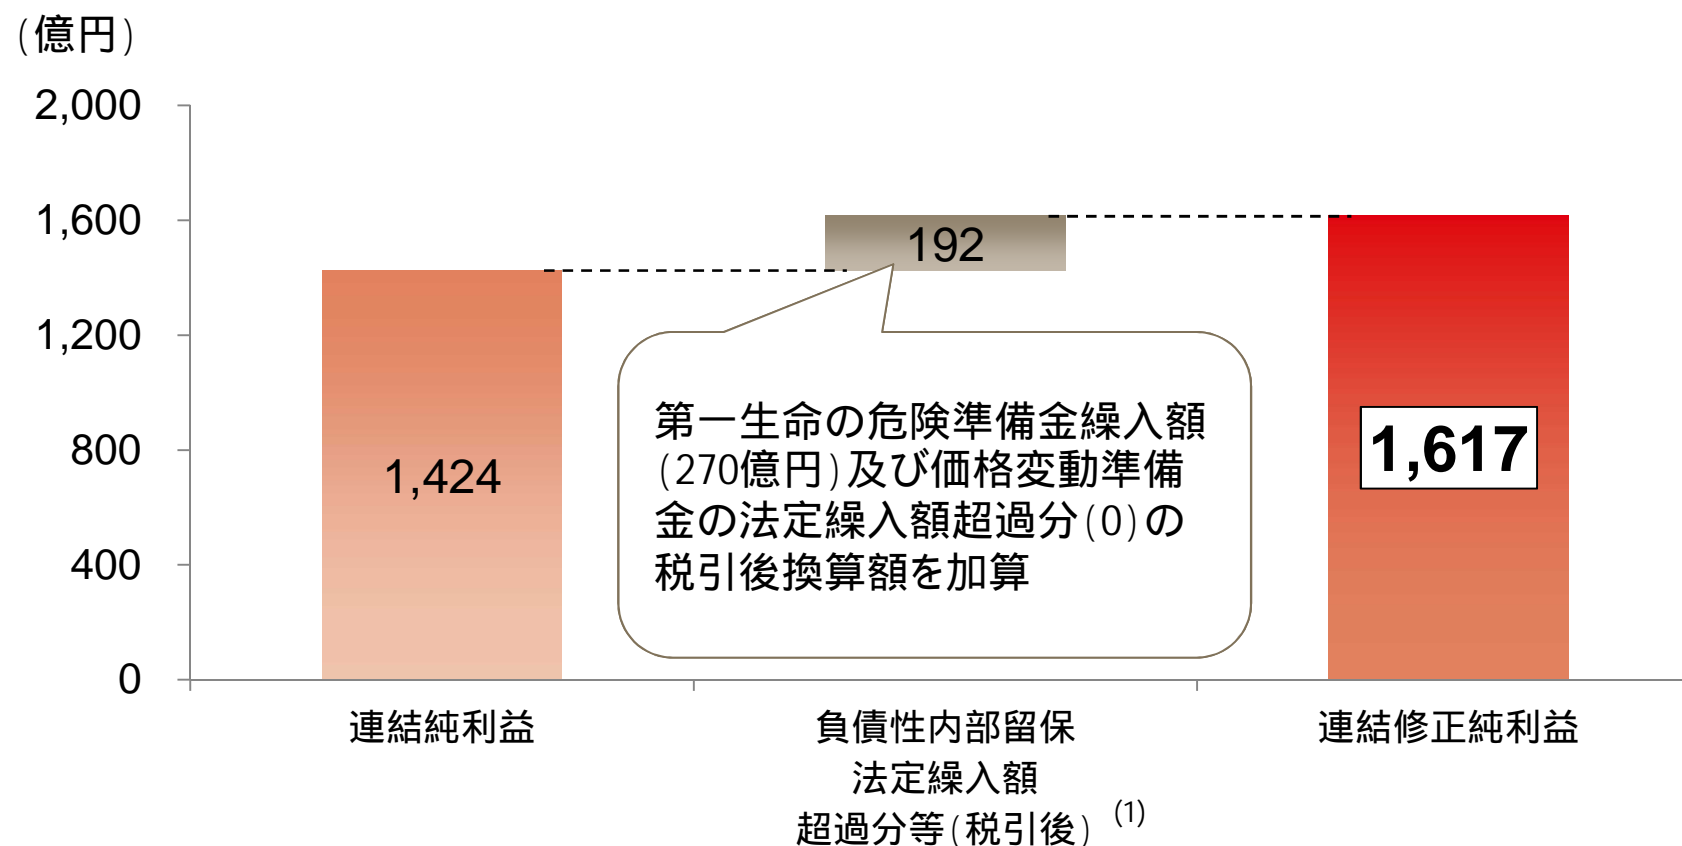 (億円)
2,000
1,600
1,200
800
400
0
1,424
192
1,617
第一生命の危険準備金繰入額
(270億円)及び価格変動準備
金の法定繰入額超過分(0)の
税引後換算額を加算
連結純利益
負債性内部留保
法定繰入額
超過分等(税引後) (1)
連結修正純利益